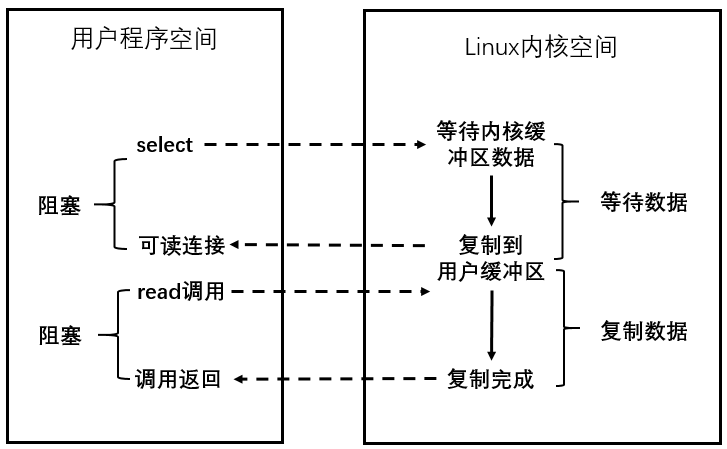 用户程序空间
Linux内核空间
select
等待内核缓
冲区数据
阻塞
等待数据
可读连接
复制到
用户缓冲区
read调用
阻塞
复制数据
调用返回
复制完成